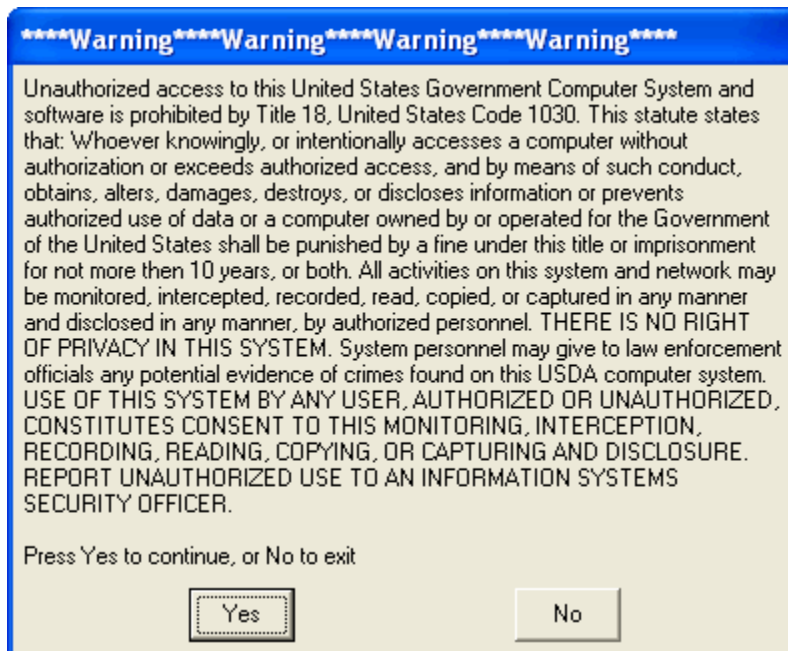 ****Warning****Warning****Warning****Warning****
Unauthorized access to this United States Government Computer System and
software is prohibited by Title 18, United States Code 1030. This statute states
that: Whoever knowingly, or intentionally accesses a computer without
authorization or exceeds authorized access, and by means of such conduct,
obtains, alters, damages, destroys, or discloses information or prevents
authorized use of data or a computer owned by or operated for the Government
of the United States shall be punished by a fine under this title or imprisonment
for not more then 10 years, or both. All activities on this system and network may
be monitored, intercepted, recorded, read, copied, or captured in any manner
and disclosed in any manner, by authorized personnel. THERE IS NO RIGHT
OF PRIVACY IN THIS SYSTEM. System personnel may give to law enforcement
officials any potential evidence of crimes found on this USDA computer system.
USE OF THIS SYSTEM BY ANY USER, AUTHORIZED OR UNAUTHORIZED,
CONSTITUTES CONSENT TO THIS MONITORING, INTERCEPTION,
RECORDING, READING, COPYING, OR CAPTURING AND DISCLOSURE.
REPORT UNAUTHORIZED USE TO AN INFORMATION SYSTEMS
SECURITY OFFICER.
Press Yes to continue, or No to exit
Yes No